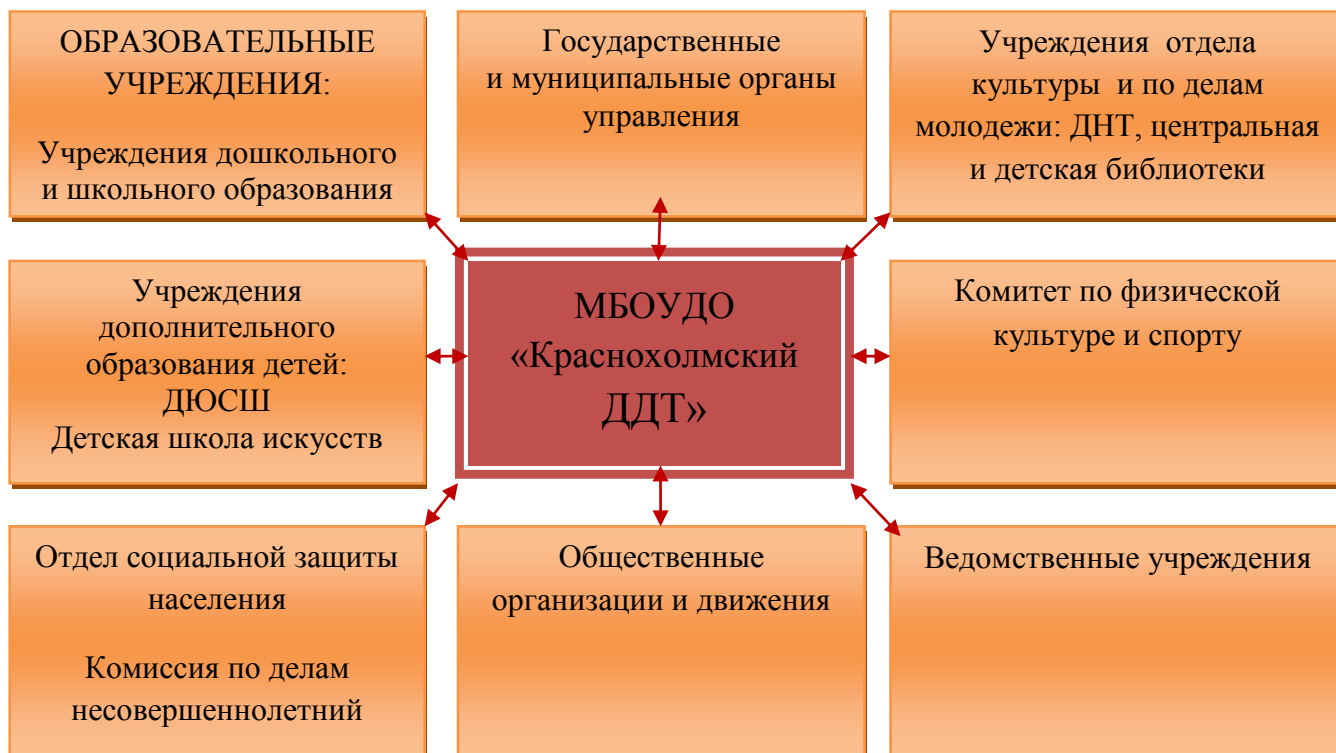 ОБРАЗОВАТЕЛЬНЫЕ
УЧРЕЖДЕНИЯ:
Учреждения дошкольного
и школьного образования
Государственные
и муниципальные органы
управления
Учреждения отдела
культуры и по делам
молодежи: ДНТ, центральная
и детская библиотеки
Учреждения
дополнительного
образования детей:
ДЮСШ
Детская школа искусств
МБОУДО
«Краснохолмский
ДДТ»
Комитет по физической
культуре и спорту
Отдел социальной защиты
населения
Комиссия по делам
несовершеннолетний
Общественные
организации и движения
Ведомственные учреждения